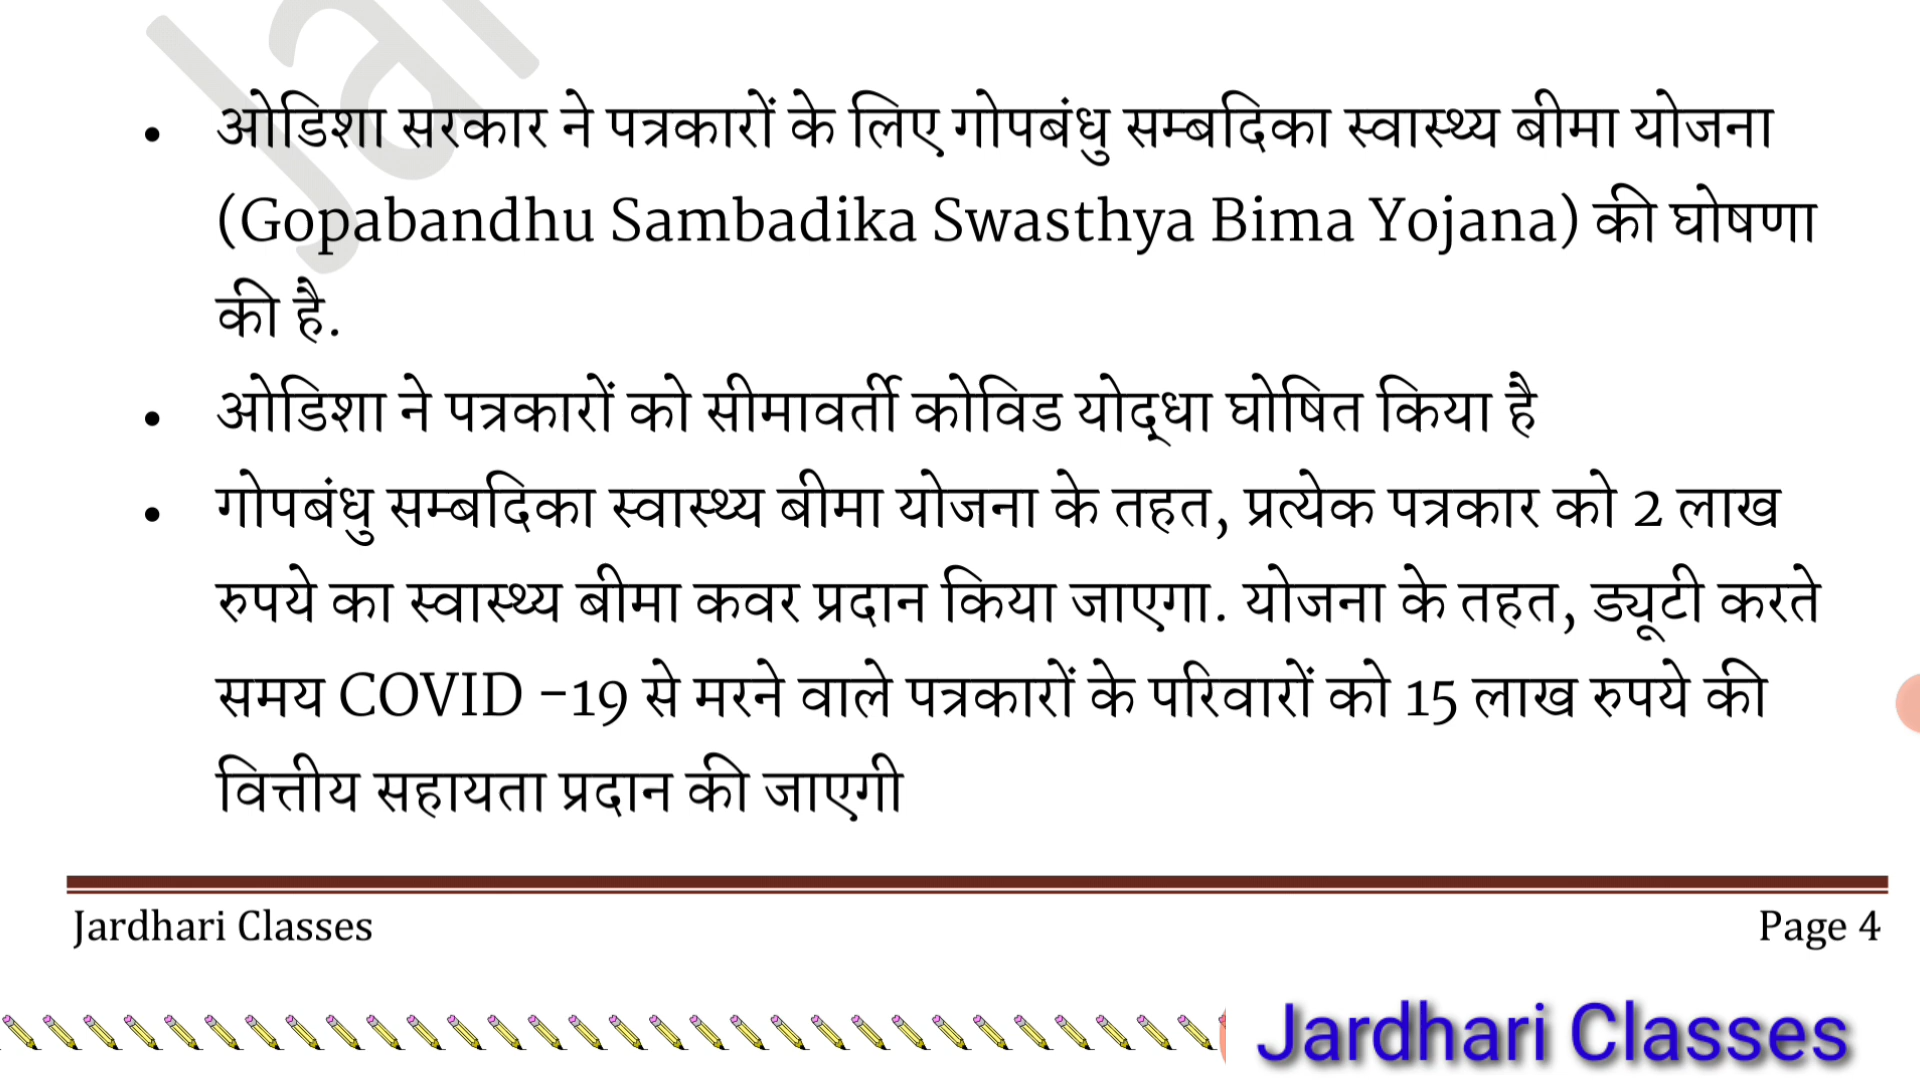 • ओडिशा सरकार ने पत्रकारों के लिए गोपबंधु सम्बदिका स्वास्थ्य बीमा योजना
(Gopabandhu Sambadika Swasthya Bima Yojana) की घोषणा
की है.
• ओडिशा ने पत्रकारों को सीमावर्ती कोविड योद्धा घोषित किया है
• गोपबंधु सम्बदिका स्वास्थ्य बीमा योजना के तहत, प्रत्येक पत्रकार को 2 लाख
रुपये का स्वास्थ्य बीमा कवर प्रदान किया जाएगा. योजना के तहत, ड्यूटी करते
समय COVID -19 से मरने वाले पत्रकारों के परिवारों को 15 लाख रुपये की
वित्तीय सहायता प्रदान की जाएगी
Jardhari Classes Page 4
Jardhari Classes